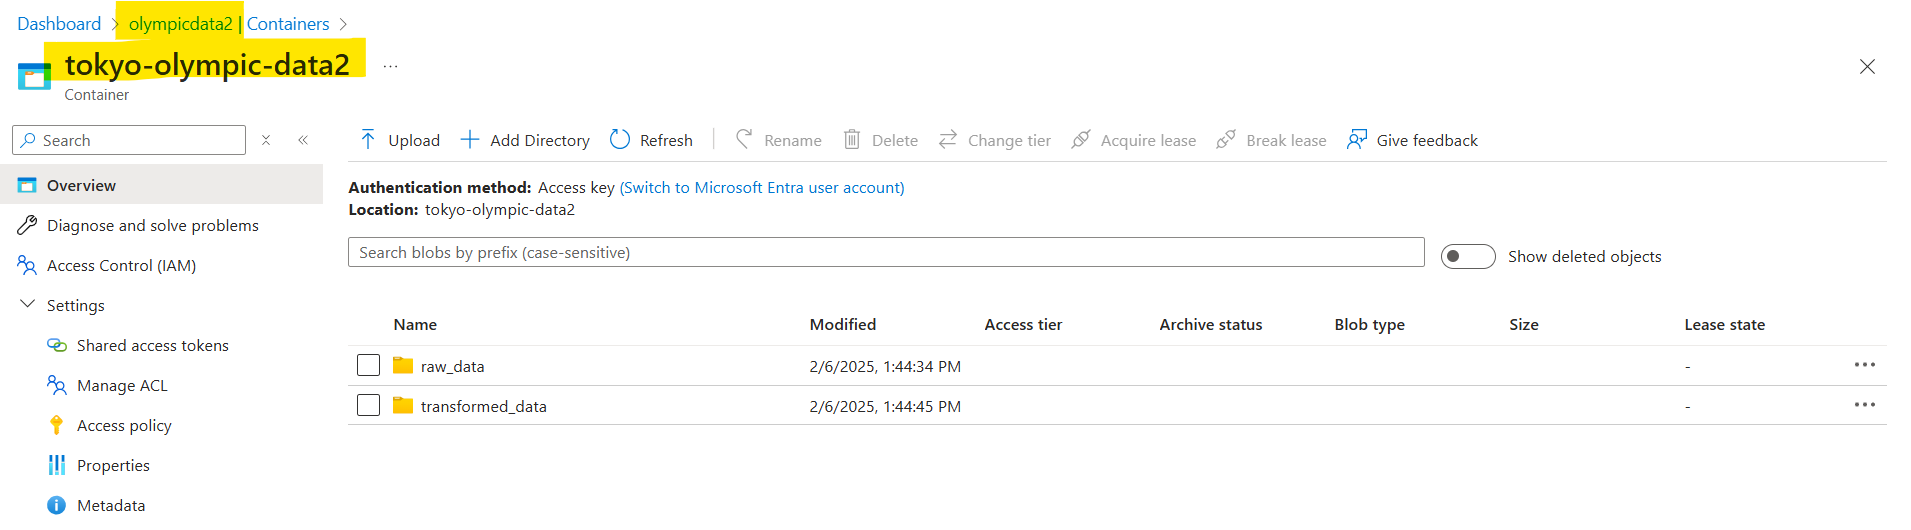 Dashboard > olympicdata2 | Containers >
tokyo-olympic-data2 ...
Container
Search
Upload Add Directory Refresh Rename Delete Change tier Acquire lease Break lease Give feedback
Overview
Diagnose and solve problems
Access Control (IAM)
Settings
Shared access tokens
Manage ACL
Access policy
Properties
Metadata
Authentication method: Access key (Switch to Microsoft Entra user account)
Location: tokyo-olympic-data2
Search blobs by prefix (case-sensitive)
Show deleted objects
Name Modified Access tier Archive status Blob type Size Lease state
raw_data 2/6/2025, 1:44:34 PM - ...
transformed_data 2/6/2025, 1:44:45 PM - ...